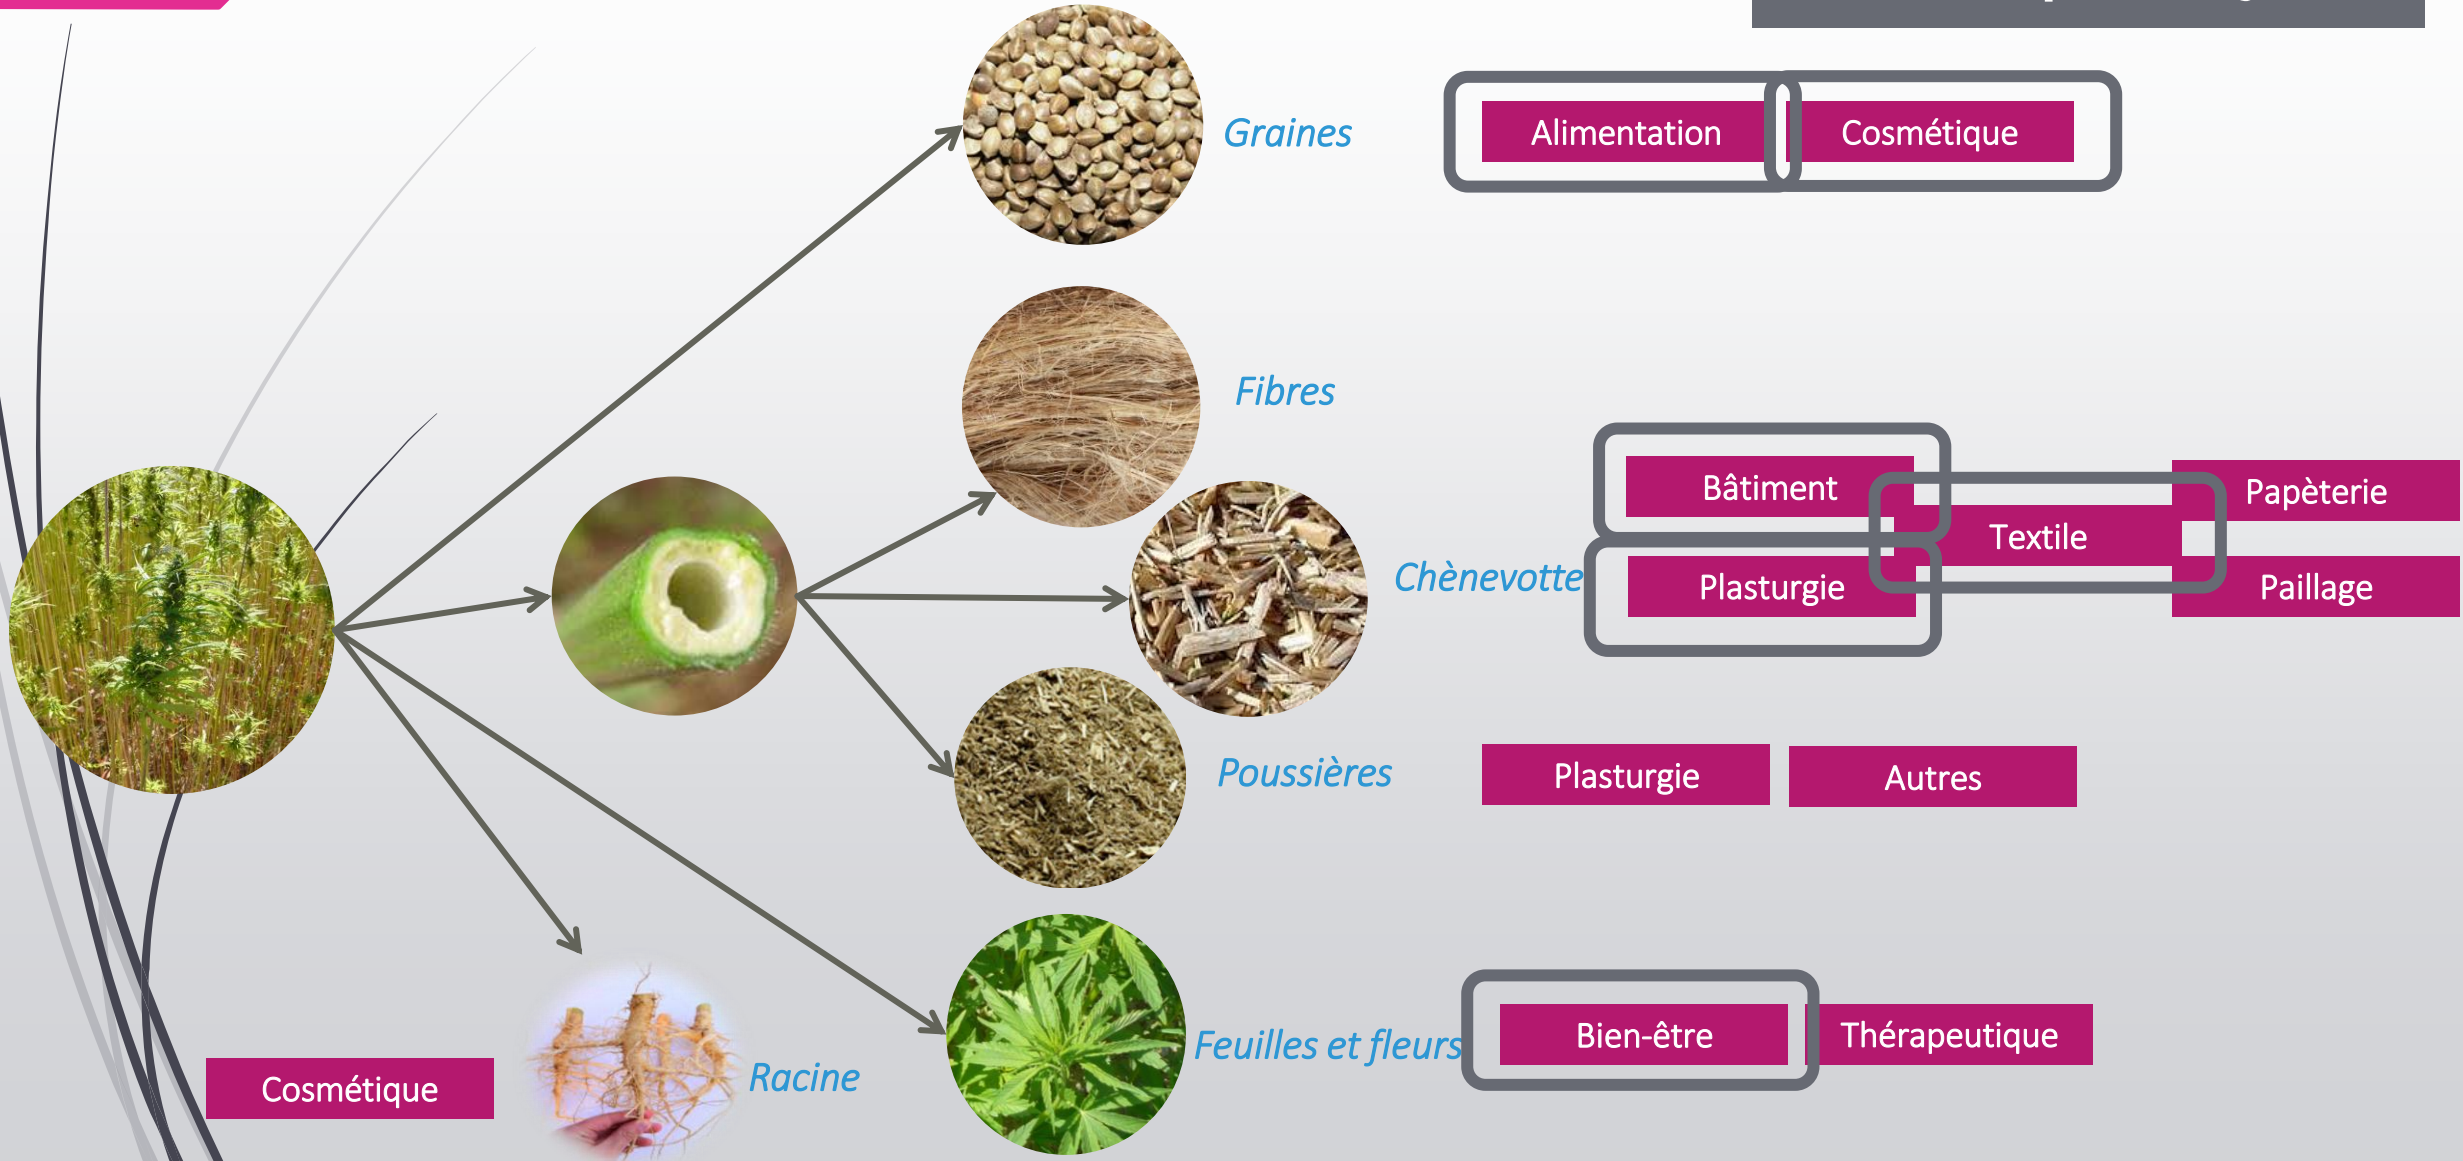 Graines
Alimentation
Cosmétique
Fibres
Bâtiment
Papèterie
Textile
Chènevotte
Plasturgie
Paillage
Poussières
Plasturgie
Autres
Feuilles et fleurs
Bien-être
Thérapeutique
Racine
Cosmétique